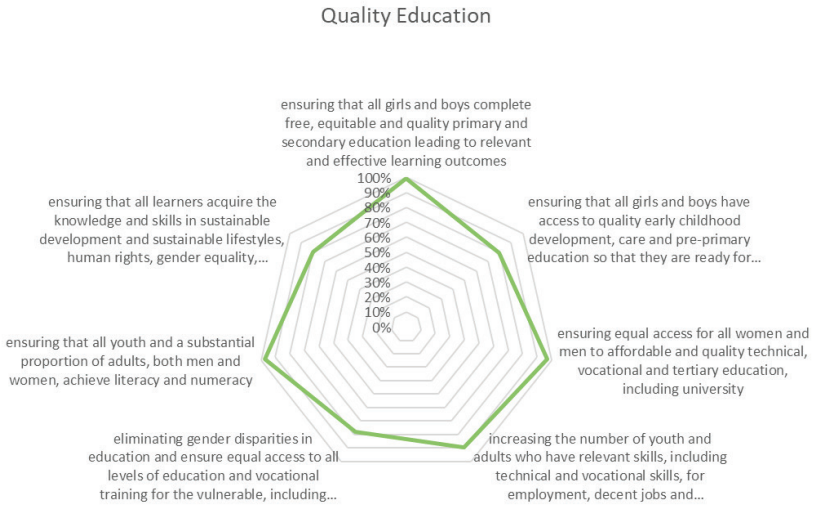 Quality Education
ensuring that all girls and boys complete
free, equitable and quality primary and
secondary education leading to relevant
and effective learning outcomes
100%
90%
80%
70%
60%
50%
40%
30%
20%
10%
0%
ensuring that all girls and boys have
access to quality early childhood
development, care and pre-primary
education so that they are ready for...
ensuring equal access for all women and
men to affordable and quality technical,
vocational and tertiary education,
including university
increasing the number of youth and
adults who have relevant skills, including
technical and vocational skills, for
employment, decent jobs and...
eliminating gender disparities in
education and ensure equal access to all
levels of education and vocational
training for the vulnerable, including...
ensuring that all youth and a substantial
proportion of adults, both men and
women, achieve literacy and numeracy
ensuring that all learners acquire the
knowledge and skills in sustainable
development and sustainable lifestyles,
human rights, gender equality,...